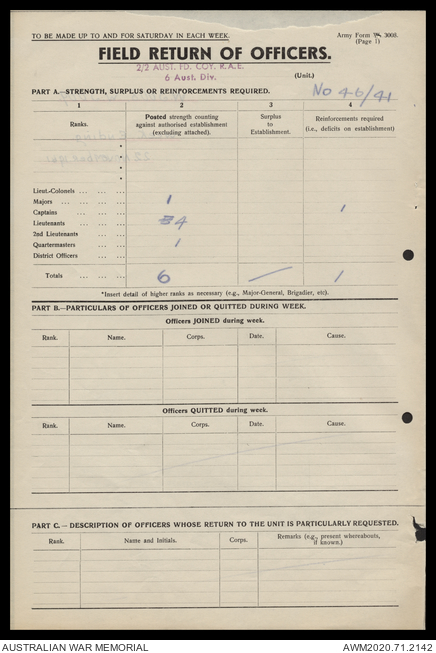 TO BE MADE UP TO AND FOR SATURDAY IN EACH WEEK.
Army Form W. 3008.
(Page 1)
FIELD RETURN OF OFFICERS.
2/2 AUST. FD. COY. R.A.E.
6 Aust. Div.
(Unit.)
PART A.—STRENGTH, SURPLUS OR REINFORCEMENTS REQUIRED.
No 46/41
1 2 3 4
Ranks. Posted strength counting against authorised establishment (excluding attached). Surplus to Establishment. Reinforcements required (i.e., deficits on establishment)
*
*
*
*
Lieut.-Colonels ... ... ...
Majors ... ... ... ... 1
Captains ... ... ... 1
Lieutenants ... ... 4
2nd Lieutenants ... ...
Quartermasters ... ... 1
District Officers ... ...
Totals ... ... ... 6 — 1
*Insert detail of higher ranks as necessary (e.g., Major-General, Brigadier, etc).
PART B.—PARTICULARS OF OFFICERS JOINED OR QUITTED DURING WEEK.
Officers JOINED during week.
Rank. Name. Corps. Date. Cause.
Officers QUITTED during week.
Rank. Name. Corps. Date. Cause.
PART C. — DESCRIPTION OF OFFICERS WHOSE RETURN TO THE UNIT IS PARTICULARLY REQUESTED.
Rank. Name and Initials. Corps. Remarks (e.g., present whereabouts, if known.)
AUSTRALIAN WAR MEMORIAL
AWM2020.71.2142